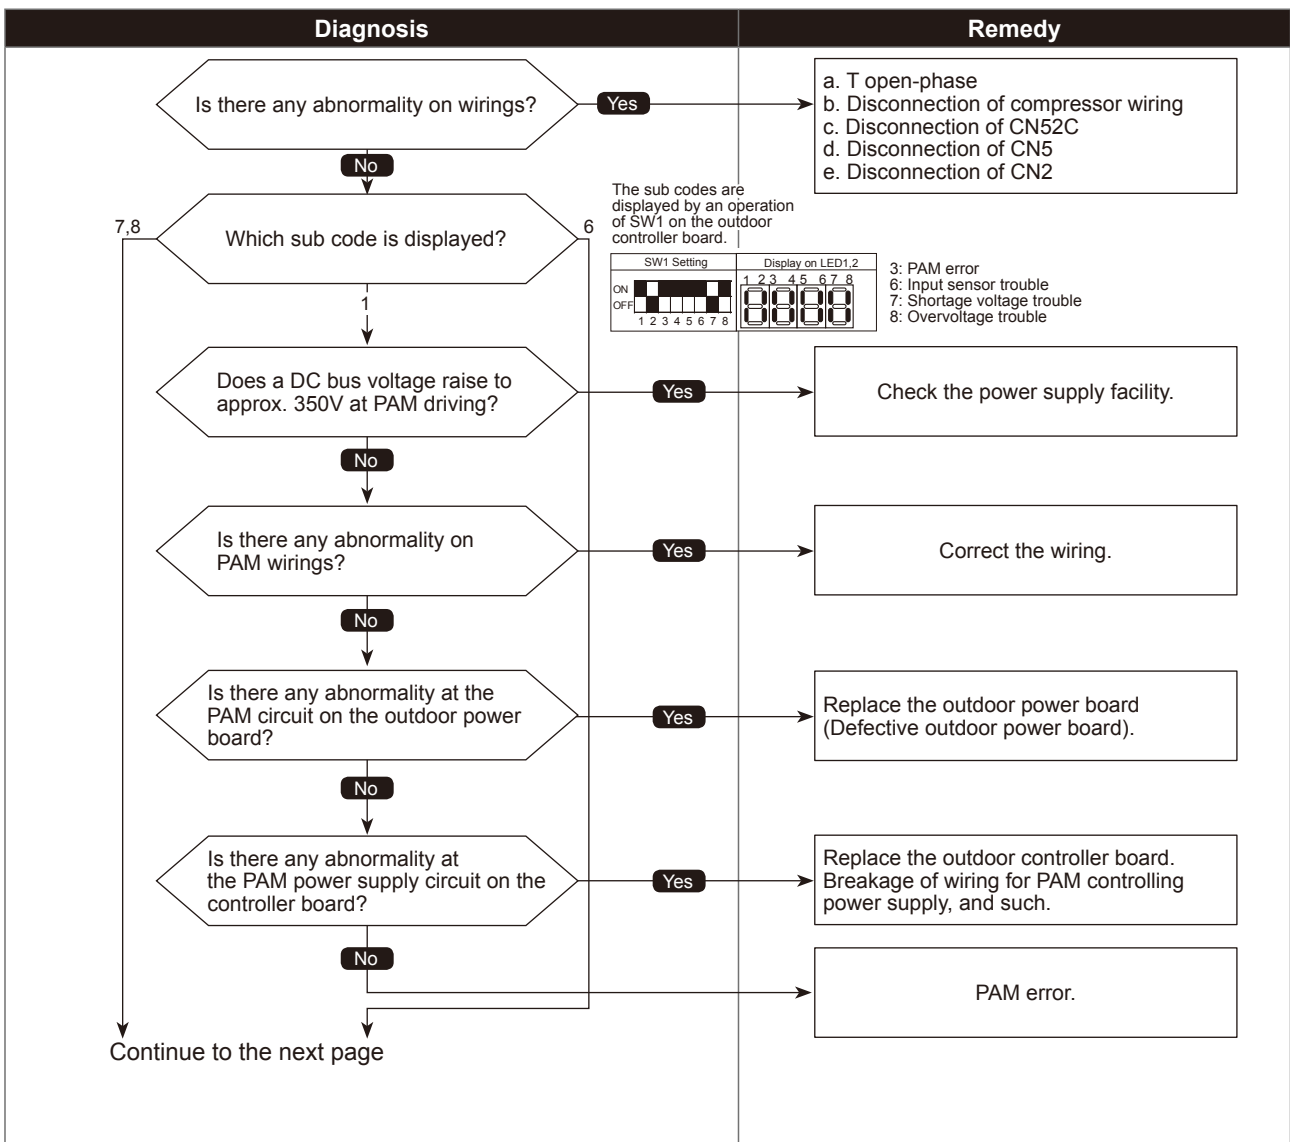 Diagnosis
Remedy
Is there any abnormality on wirings?
Yes
a. T open-phase
b. Disconnection of compressor wiring
c. Disconnection of CN52C
d. Disconnection of CN5
e. Disconnection of CN2
No
7,8
Which sub code is displayed?
6
The sub codes are
displayed by an operation
of SW1 on the outdoor
controller board.
SW1 Setting
Display on LED1,2
ON
OFF
1 2 3 4 5 6 7 8
1 2 3 4 5 6 7 8
3: PAM error
6: Input sensor trouble
7: Shortage voltage trouble
8: Overvoltage trouble
1
Does a DC bus voltage raise to
approx. 350V at PAM driving?
Yes
Check the power supply facility.
No
Is there any abnormality on
PAM wirings?
Yes
Correct the wiring.
No
Is there any abnormality at the
PAM circuit on the outdoor power
board?
Yes
Replace the outdoor power board
(Defective outdoor power board).
No
Is there any abnormality at
the PAM power supply circuit on the
controller board?
Yes
Replace the outdoor controller board.
Breakage of wiring for PAM controlling
power supply, and such.
No
PAM error.
Continue to the next page